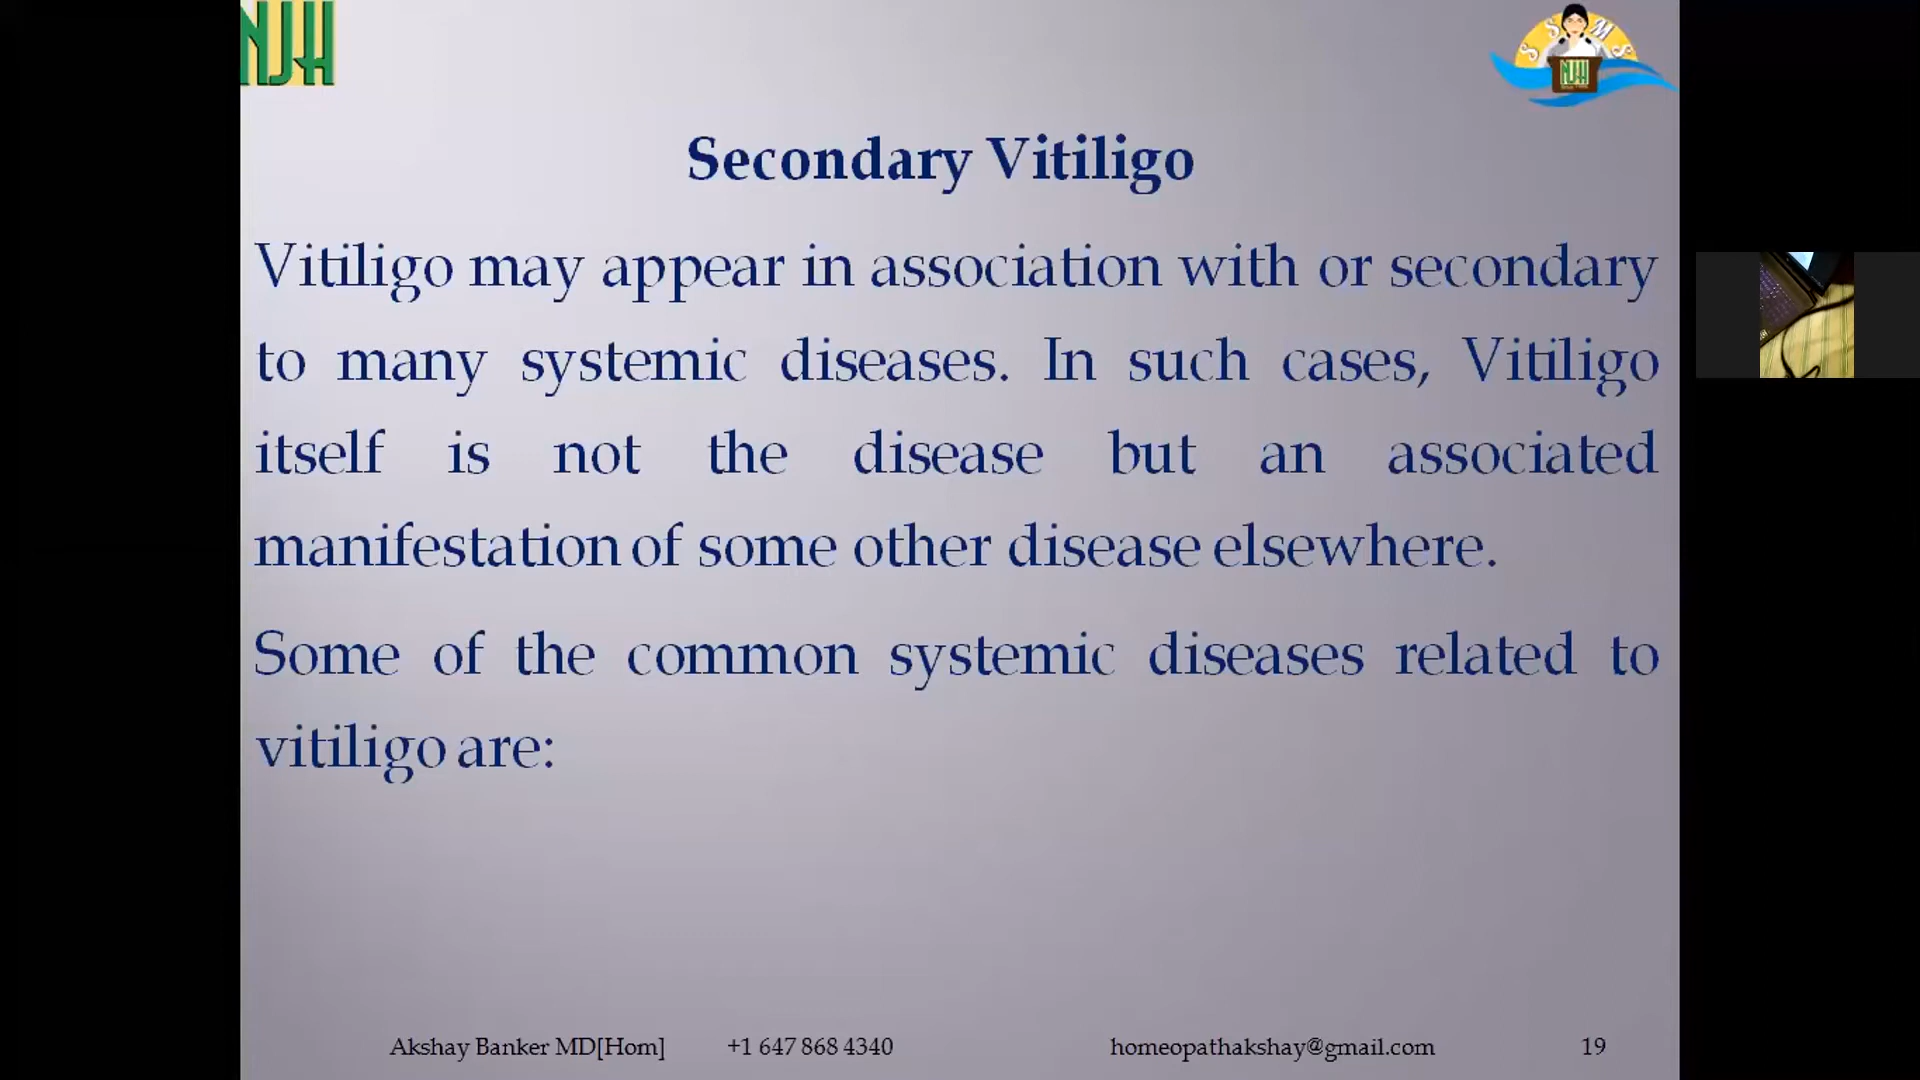 NJH
S S M S
NJH
Secondary Vitiligo
Vitiligo may appear in association with or secondary
to many systemic diseases. In such cases, Vitiligo
itself is not the disease but an associated
manifestation of some other disease elsewhere.
Some of the common systemic diseases related to
vitiligo are:
Akshay Banker MD[Hom] +1 647 868 4340 homeopathakshay@gmail.com 19